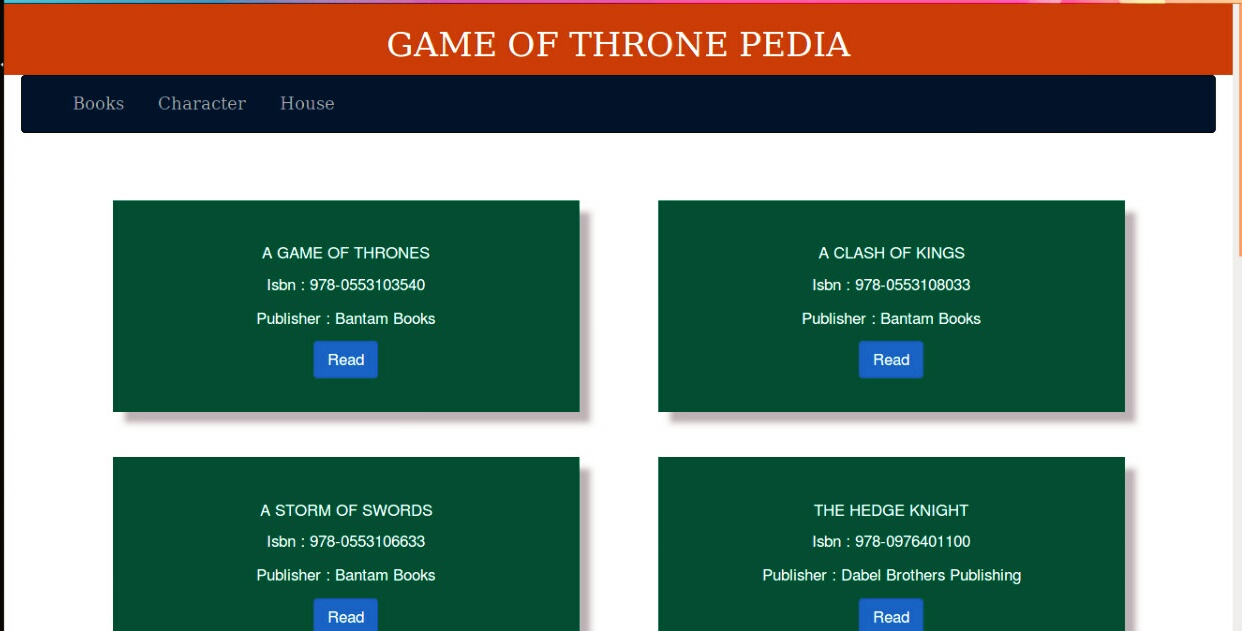 GAME OF THRONE PEDIA
Books Character House
A GAME OF THRONES
Isbn : 978-0553103540
Publisher : Bantam Books
Read
A CLASH OF KINGS
Isbn : 978-0553108033
Publisher : Bantam Books
Read
A STORM OF SWORDS
Isbn : 978-0553106633
Publisher : Bantam Books
Read
THE HEDGE KNIGHT
Isbn : 978-0976401100
Publisher : Dabel Brothers Publishing
Read